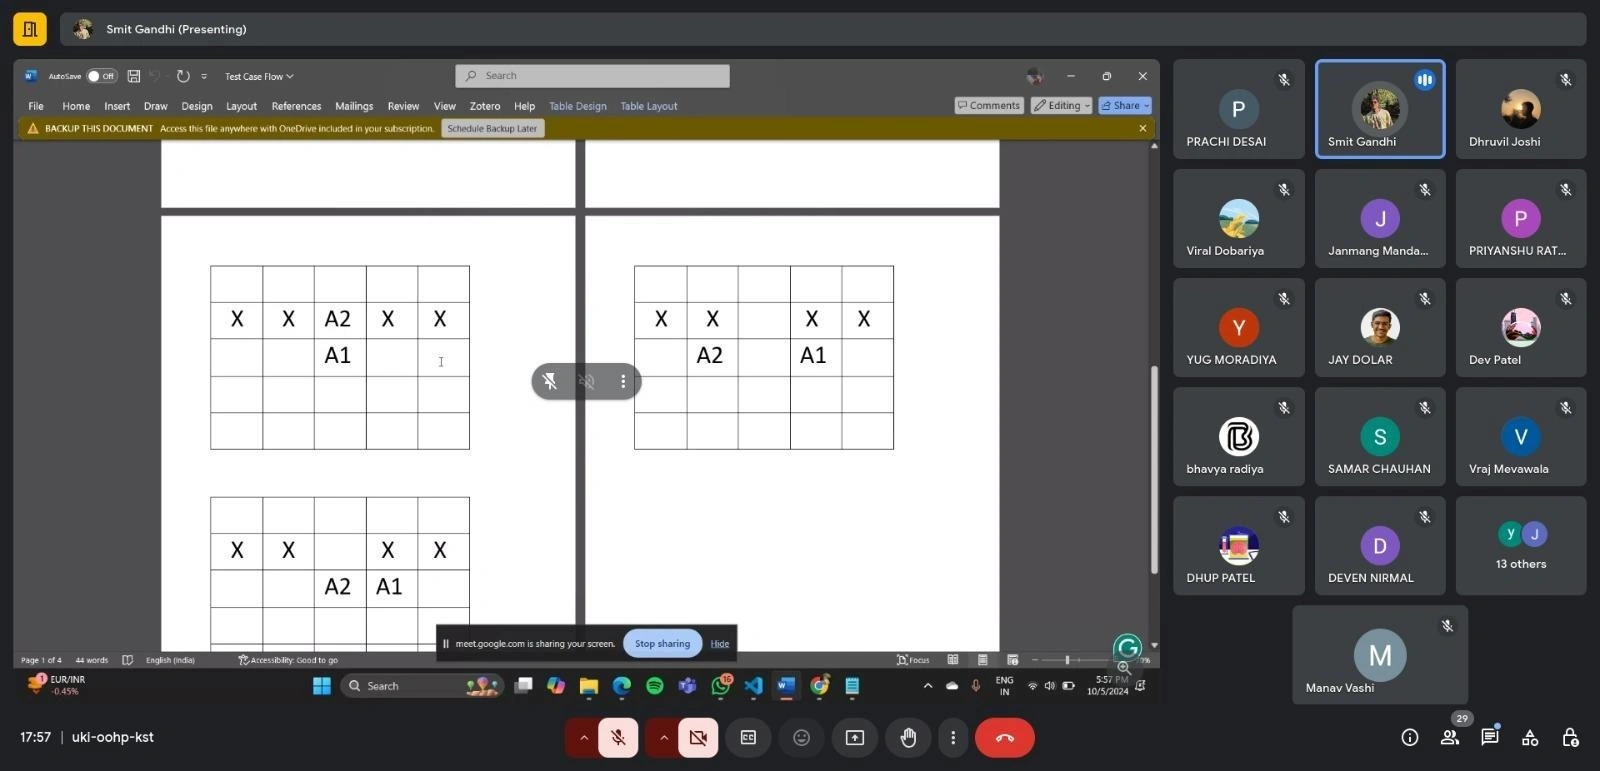 Smit Gandhi (Presenting)
AutoSave Off Test Case Flow Search
File Home Insert Draw Design Layout References Mailings Review View Zotero Help Table Design Table Layout Comments Editing Share
BACKUP THIS DOCUMENT Access this file anywhere with OneDrive included in your subscription. Schedule Backup Later
X X A2 X X
A1
X X X X
A2 A1
X X X X
A2 A1
meet.google.com is sharing your screen. Stop sharing Hide
Page 1 of 4 44 words English (India) Accessibility: Good to go Focus
EUR/INR
-0.45%
Search
16
ENG
IN
5:57 PM
10/5/2024
P
PRACHI DESAI
Smit Gandhi
Dhruvil Joshi
Viral Dobariya
J
Janmang Manda...
P
PRIYANSHU RAT...
Y
YUG MORADIYA
JAY DOLAR
Dev Patel
B
bhavya radiya
S
SAMAR CHAUHAN
V
Vraj Mevawala
DHUP PATEL
D
DEVEN NIRMAL
y J
13 others
M
Manav Vashi
17:57 | uki-oohp-kst
29